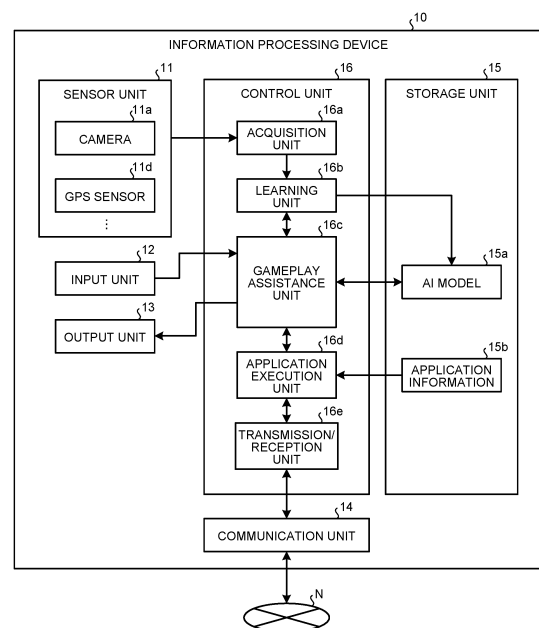 10
INFORMATION PROCESSING DEVICE
11
SENSOR UNIT
11a
CAMERA
11d
GPS SENSOR
⋮
12
INPUT UNIT
13
OUTPUT UNIT
16
CONTROL UNIT
16a
ACQUISITION
UNIT
16b
LEARNING
UNIT
16c
GAMEPLAY
ASSISTANCE
UNIT
16d
APPLICATION
EXECUTION
UNIT
16e
TRANSMISSION/
RECEPTION
UNIT
15
STORAGE UNIT
15a
AI MODEL
15b
APPLICATION
INFORMATION
14
COMMUNICATION UNIT
N